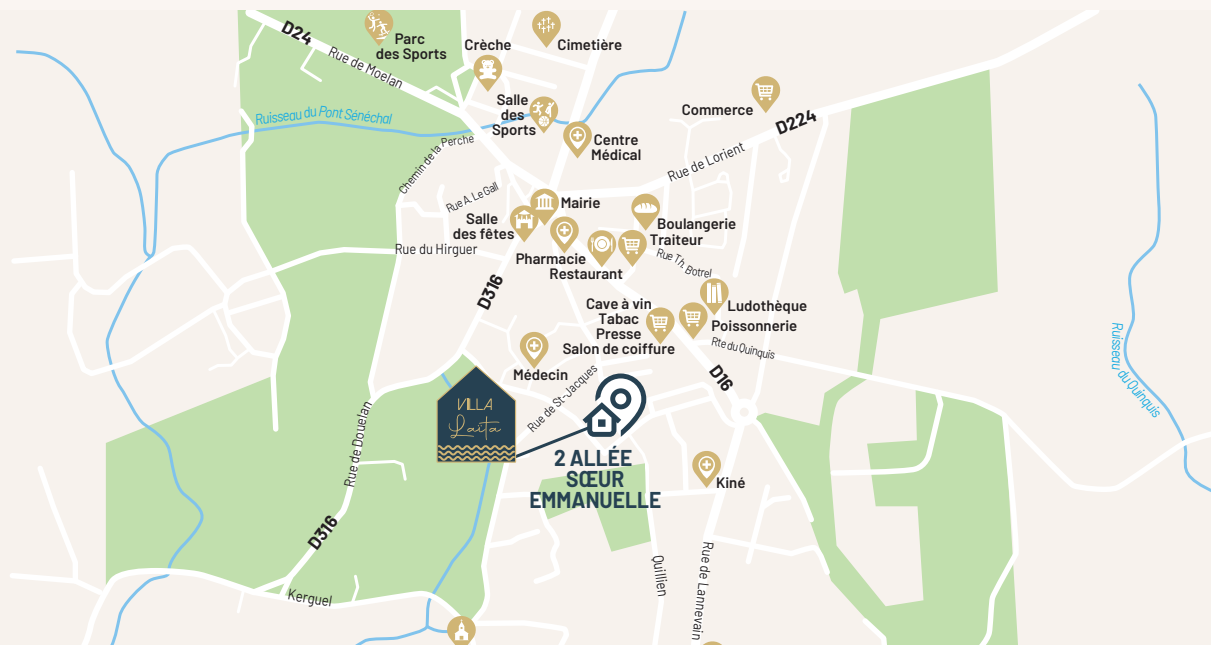 D24
Rue de Moelan
Parc
des Sports
Crèche
Cimetière
Ruisseau du Pont Sénéchal
Salle
des
Sports
Centre
Médical
Commerce
D224
Rue de Lorient
Chemin de la Perche
Rue A. Le Gall
Mairie
Salle
des fêtes
Boulangerie
Traiteur
Rue du Hirguer
Pharmacie
Restaurant
Rue Th. Botrel
D316
Cave à vin
Tabac
Presse
Salon de coiffure
Ludothèque
Poissonnerie
Rte du Quinquis
Ruisseau du Quinquis
Médecin
D16
Rue de St-Jacques
VILLA
Laïta
2 ALLÉE
SŒUR
EMMANUELLE
Rue de Douelan
Kiné
D316
Kerguel
Quillien
Rue de Lannevain